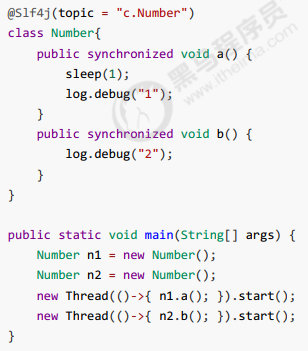 @Slf4j(topic = "c.Number")
class Number{
    public synchronized void a() {
        sleep(1);
        log.debug("1");
    }
    public synchronized void b() {
        log.debug("2");
    }
}
public static void main(String[] args) {
    Number n1 = new Number();
    Number n2 = new Number();
    new Thread(()->{ n1.a(); }).start();
    new Thread(()->{ n2.b(); }).start();
}
黑马程序员
www.itheima.com